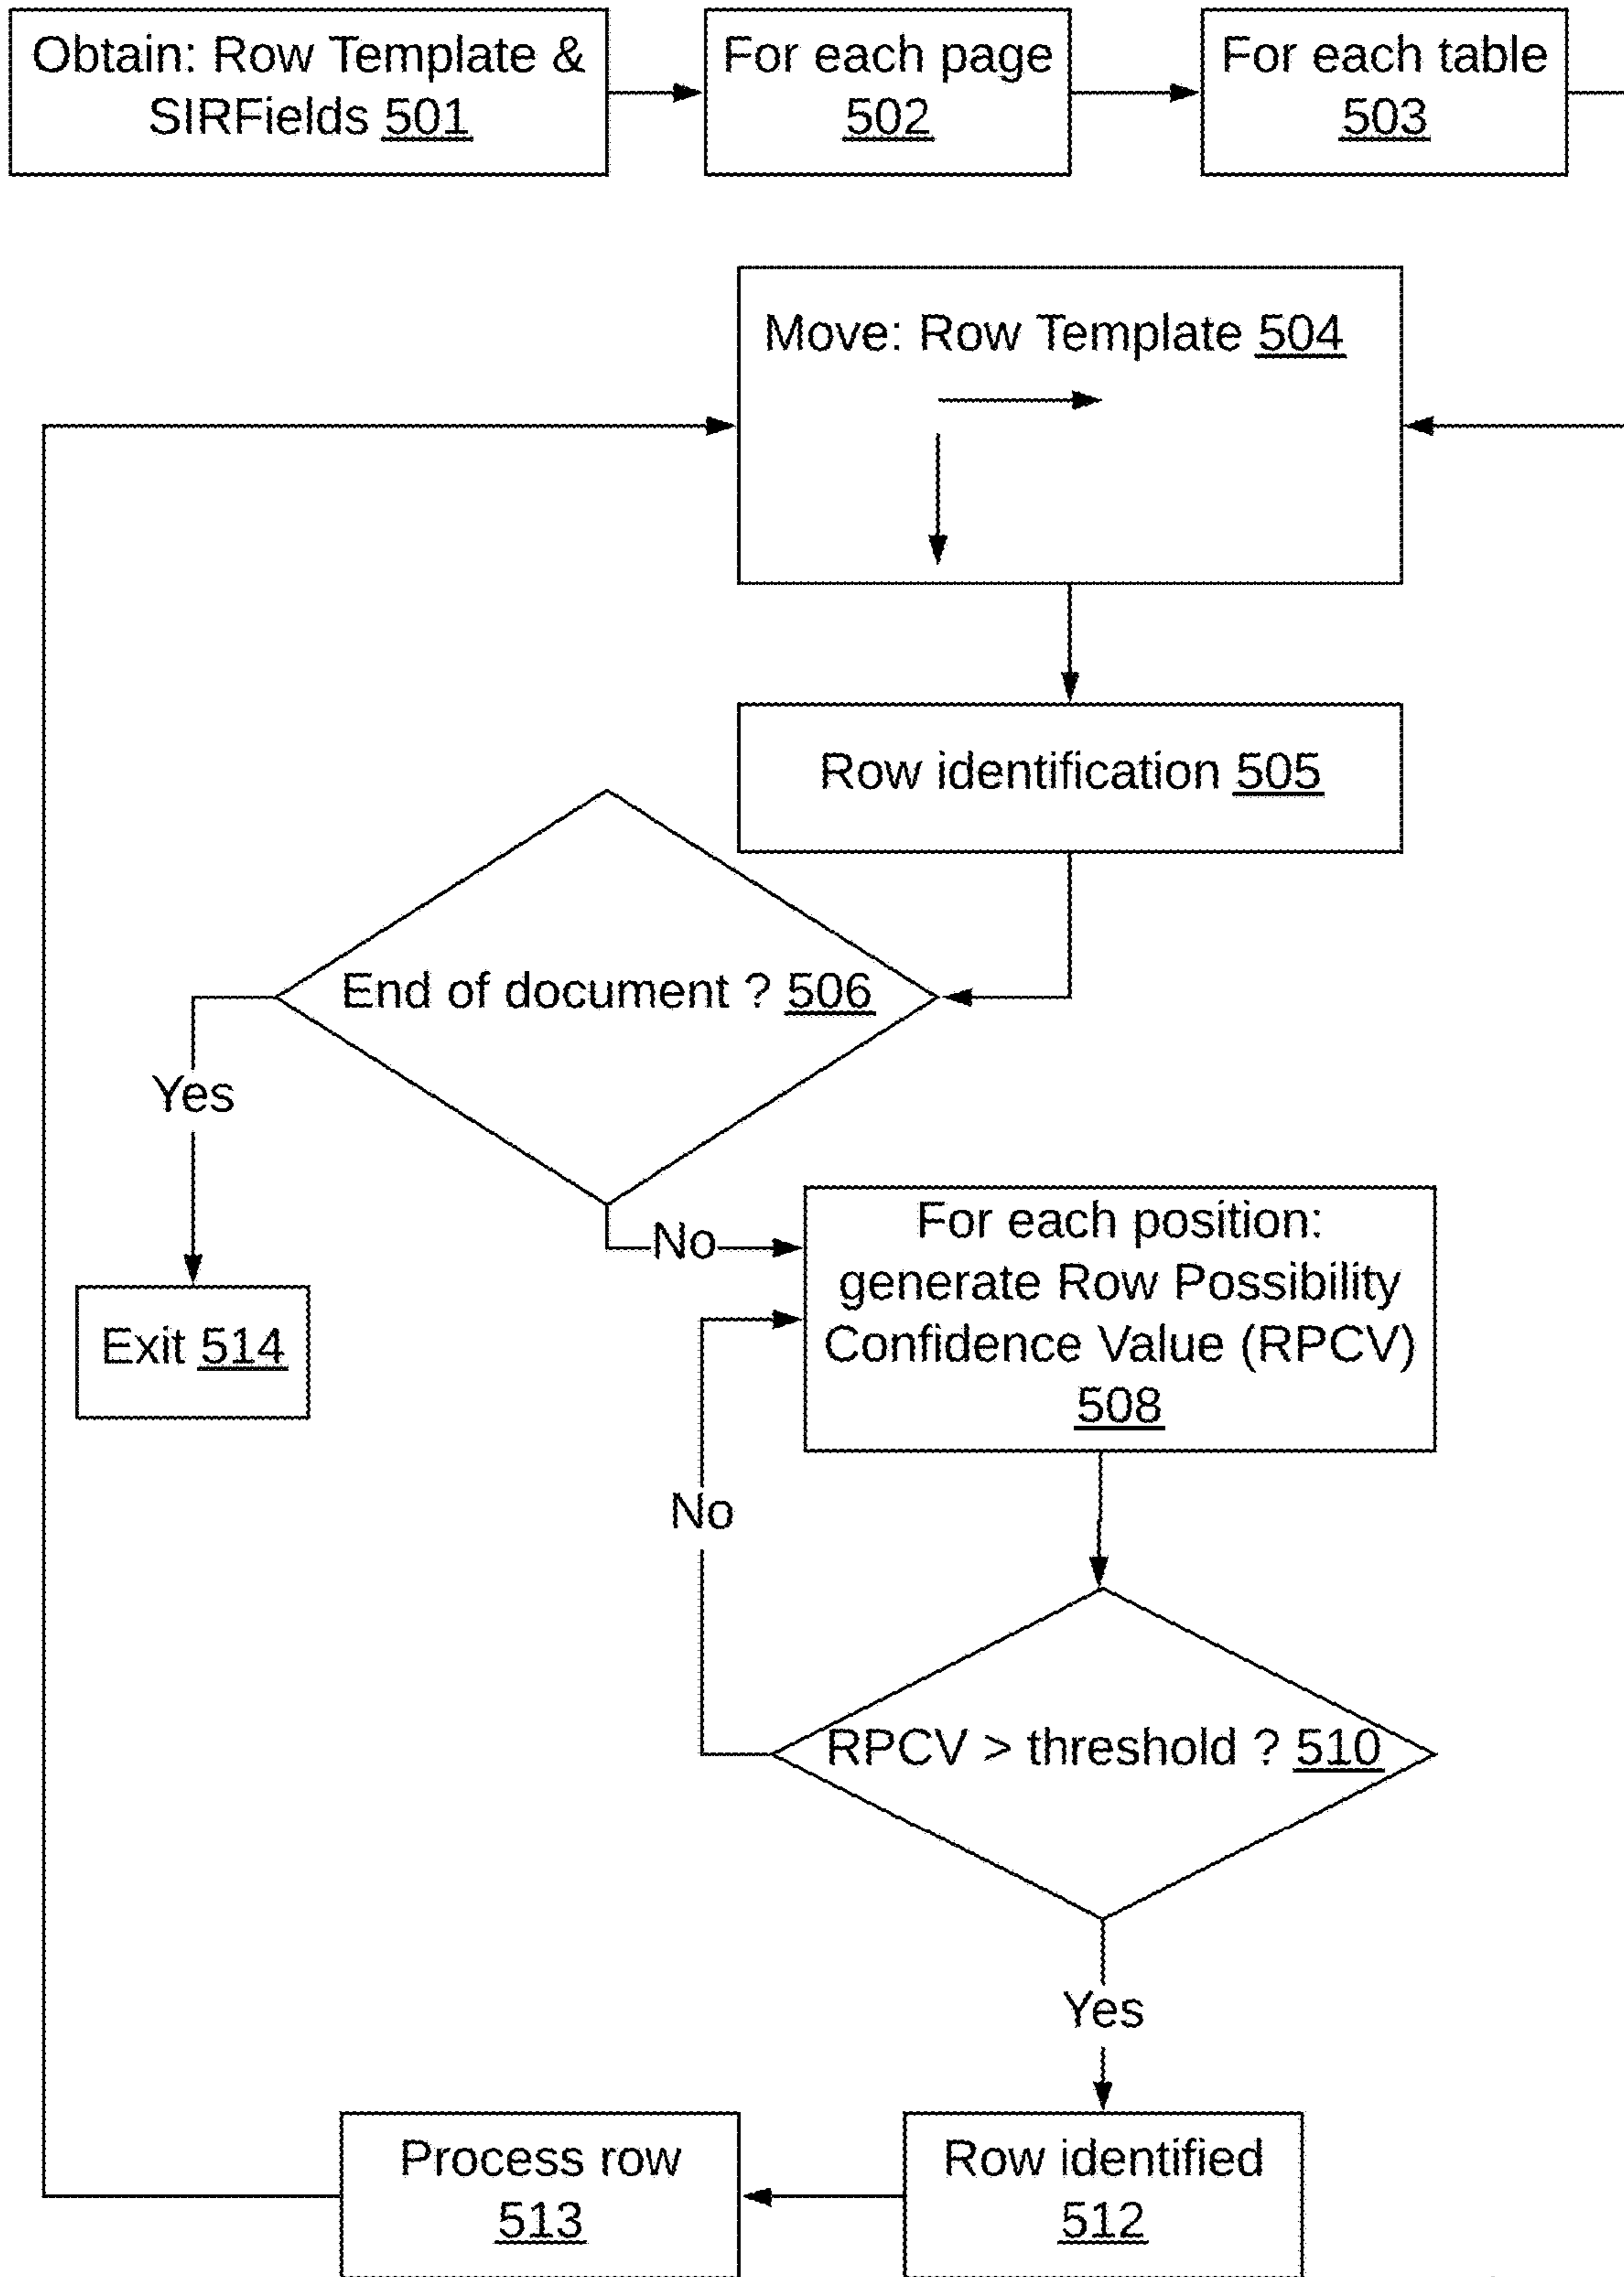 Obtain: Row Template &
SIRFields 501
For each page
502
For each table
503
Move: Row Template 504
Row identification 505
End of document ? 506
Yes
No
For each position:
generate Row Possibility
Confidence Value (RPCV)
508
Exit 514
No
RPCV > threshold ? 510
Yes
Process row
513
Row identified
512